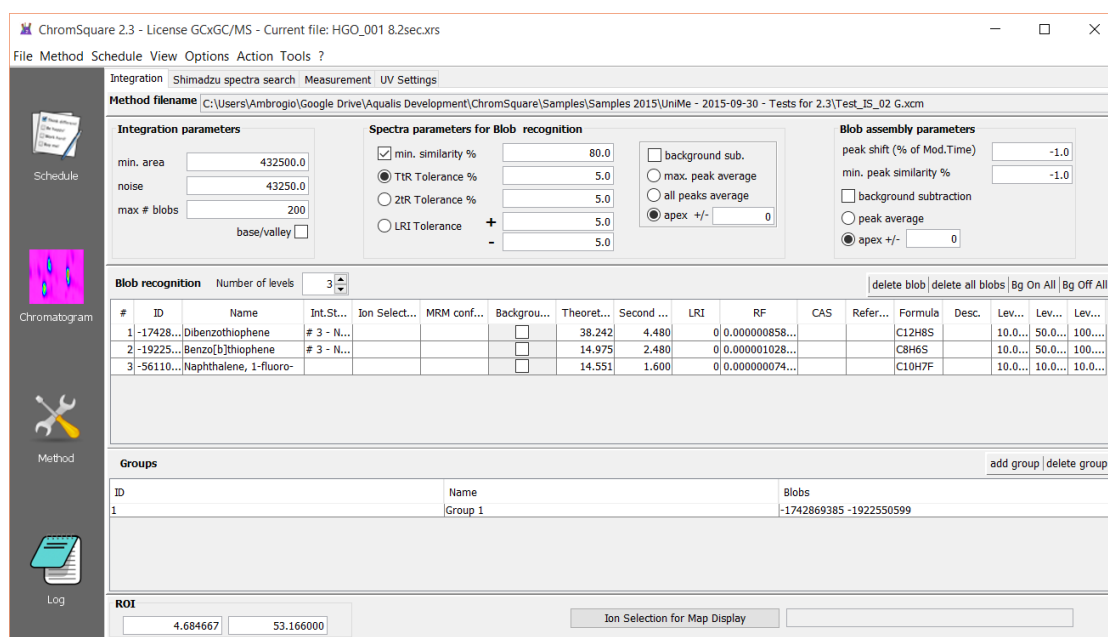 ChromSquare 2.3 - License GCxGC/MS - Current file: HGO_001 8.2sec.xrs
File Method Schedule View Options Action Tools ?
Integration Shimadzu spectra search Measurement UV Settings
Method filename C:\Users\Ambrogio\Google Drive\Aqualis Development\ChromSquare\Samples\Samples 2015\UniMe - 2015-09-30 - Tests for 2.3\Test_IS_02 G.xcm
Integration parameters
min. area 432500.0
noise 43250.0
max # blobs 200
base/valley
Spectra parameters for Blob recognition
min. similarity % 80.0
TtR Tolerance % 5.0
2tR Tolerance % 5.0
LRI Tolerance + 5.0
- 5.0
background sub.
max. peak average
all peaks average
apex +/- 0
Blob assembly parameters
peak shift (% of Mod.Time) -1.0
min. peak similarity % -1.0
background subtraction
peak average
apex +/- 0
Schedule
Chromatogram
Method
Log
Blob recognition Number of levels 3 delete blob delete all blobs Bg On All Bg Off All
# ID Name Int.St... Ion Select... MRM conf... Backgrou... Theoret... Second ... LRI RF CAS Refer... Formula Desc. Lev... Lev... Lev...
1 -17428... Dibenzothiophene # 3 - N... 38.242 4.480 0 0.000000858... C12H8S 10.0... 50.0... 100....
2 -19225... Benzo[b]thiophene # 3 - N... 14.975 2.480 0 0.000001028... C8H6S 10.0... 50.0... 100....
3 -56110... Naphthalene, 1-fluoro- 14.551 1.600 0 0.000000074... C10H7F 10.0... 10.0... 10.0...
Groups add group delete group
ID Name Blobs
1 Group 1 -1742869385 -1922550599
ROI
4.684667 53.166000
Ion Selection for Map Display